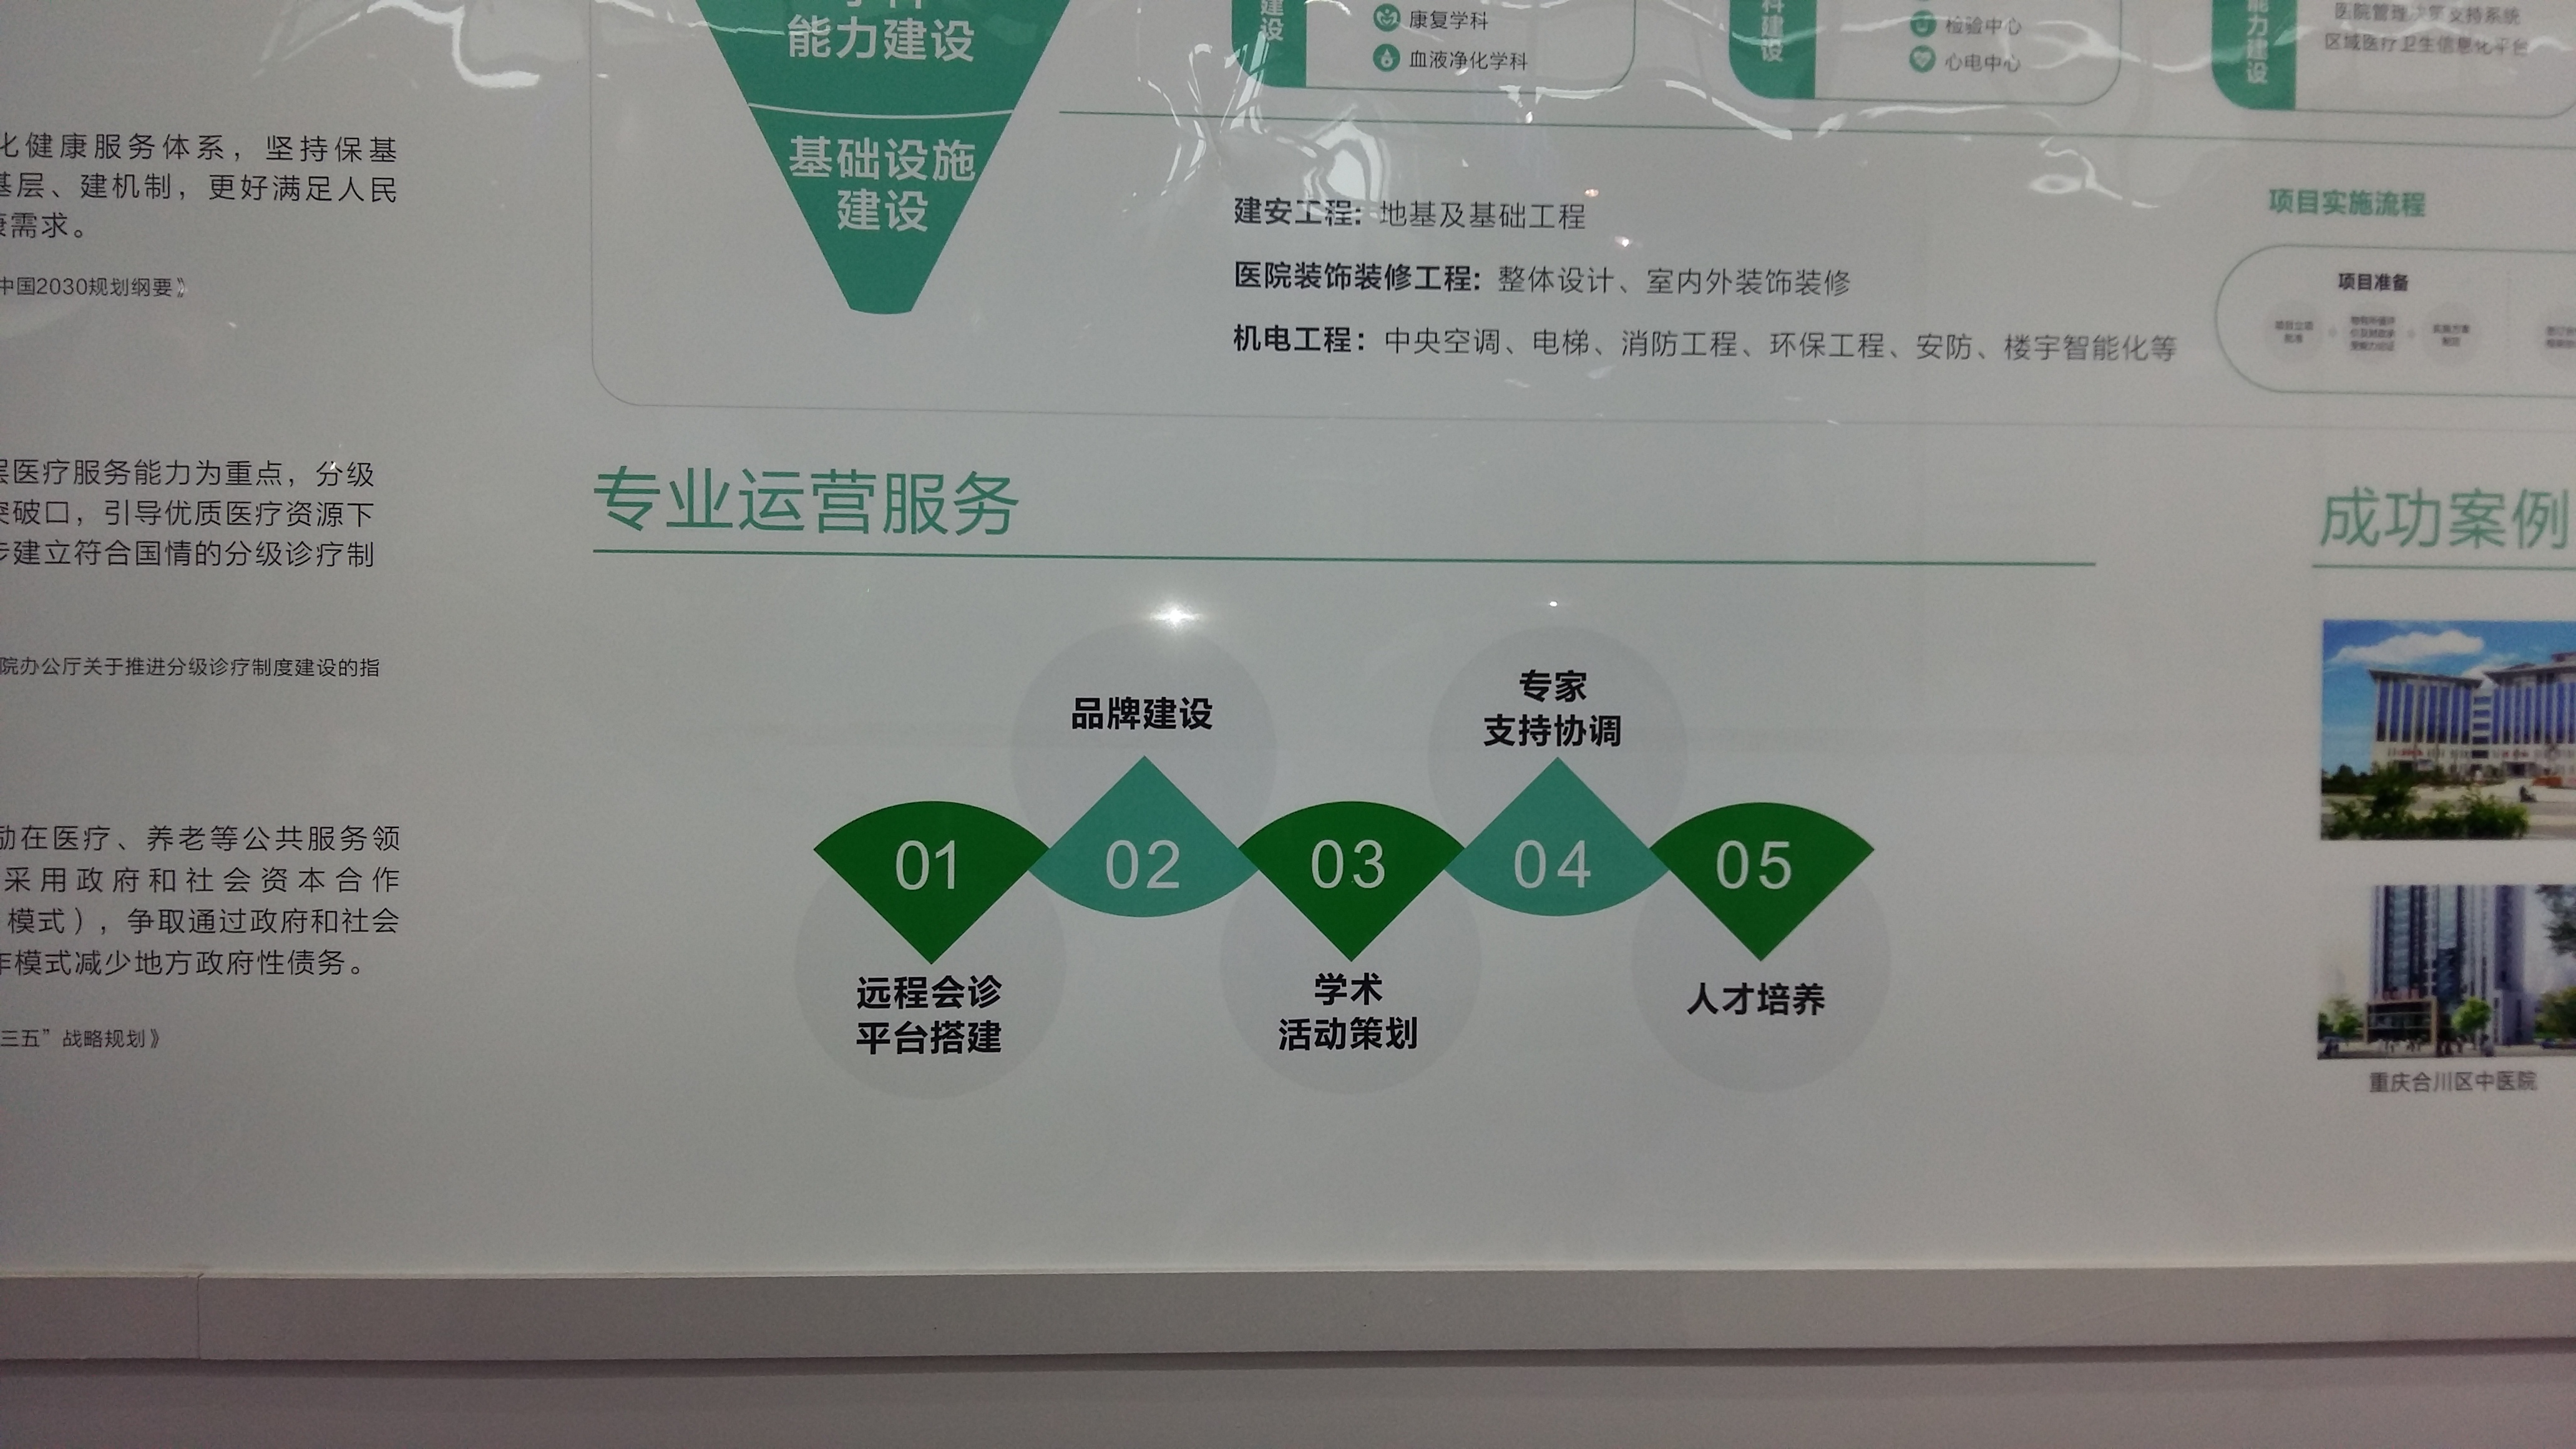 能力建设
基础设施
建设
建
设
康复学科
血液净化学科
科
建
设
检验中心
心电中心
能
力
建
设
医院管理决策支持系统
区域医疗卫生信息化平台
化健康服务体系，坚持保基
基层、建机制，更好满足人民
康需求。
中国2030规划纲要》
建安工程：地基及基础工程
医院装饰装修工程：整体设计、室内外装饰装修
机电工程：中央空调、电梯、消防工程、环保工程、安防、楼宇智能化等
项目实施流程
项目准备
层医疗服务能力为重点，分级
突破口，引导优质医疗资源下
步建立符合国情的分级诊疗制
院办公厅关于推进分级诊疗制度建设的指
励在医疗、养老等公共服务领
采用政府和社会资本合作
模式），争取通过政府和社会
作模式减少地方政府性债务。
三五”战略规划》
专业运营服务
品牌建设
专家
支持协调
01
02
03
04
05
远程会诊
平台搭建
学术
活动策划
人才培养
成功案例
重庆合川区中医院